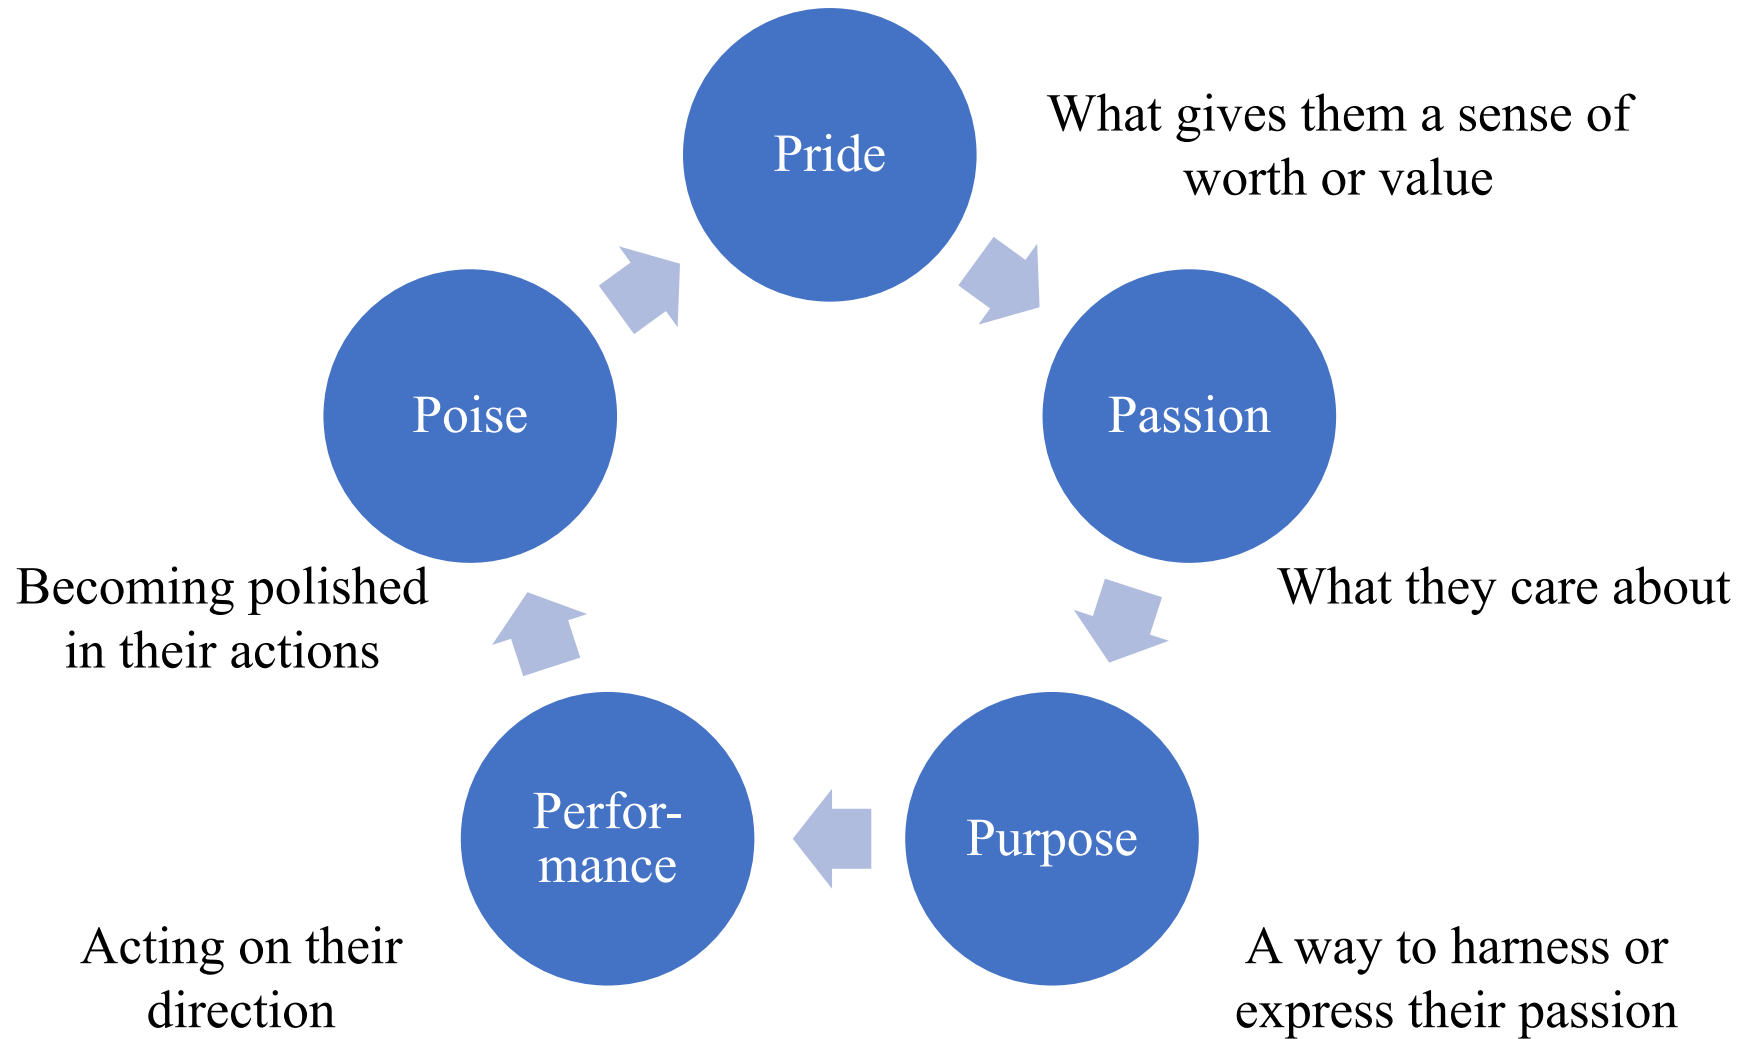 Pride
What gives them a sense of
worth or value
Passion
What they care about
Purpose
A way to harness or
express their passion
Perfor-
mance
Acting on their
direction
Poise
Becoming polished
in their actions